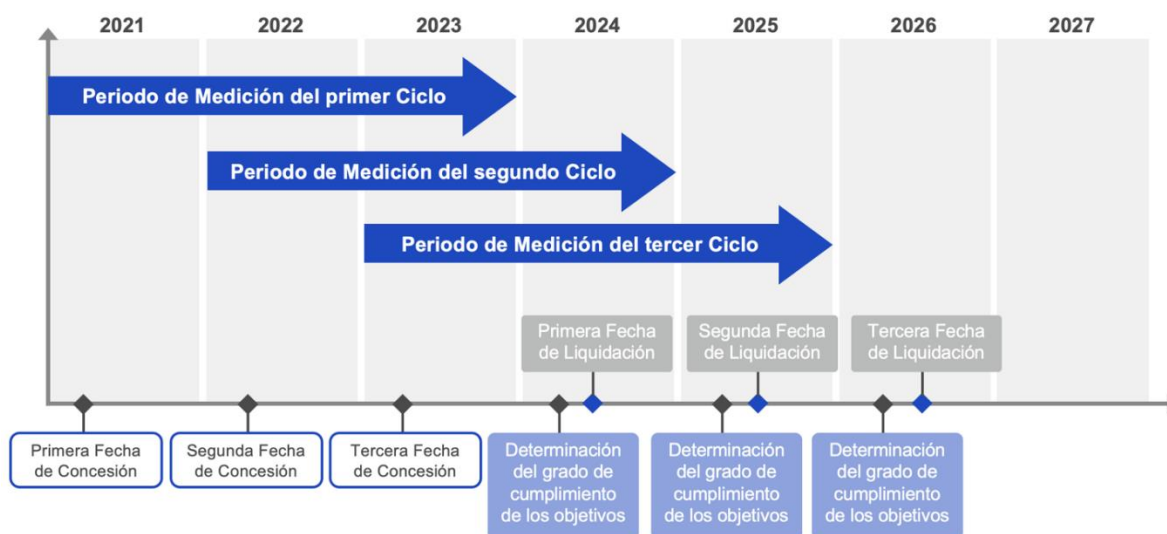 2021 2022 2023 2024 2025 2026 2027
Periodo de Medición del primer Ciclo
Periodo de Medición del segundo Ciclo
Periodo de Medición del tercer Ciclo
Primera Fecha
de Liquidación
Segunda Fecha
de Liquidación
Tercera Fecha
de Liquidación
Primera Fecha
de Concesión
Segunda Fecha
de Concesión
Tercera Fecha
de Concesión
Determinación
del grado de
cumplimiento
de los objetivos
Determinación
del grado de
cumplimiento
de los objetivos
Determinación
del grado de
cumplimiento
de los objetivos